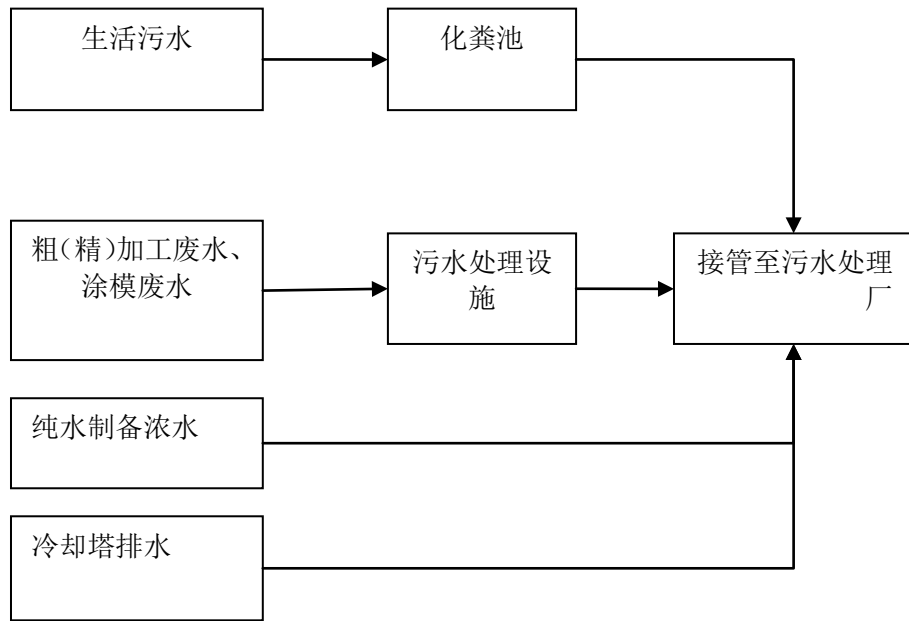 生活污水
化粪池
粗(精)加工废水、
涂模废水
污水处理设
施
接管至污水处理
厂
纯水制备浓水
冷却塔排水